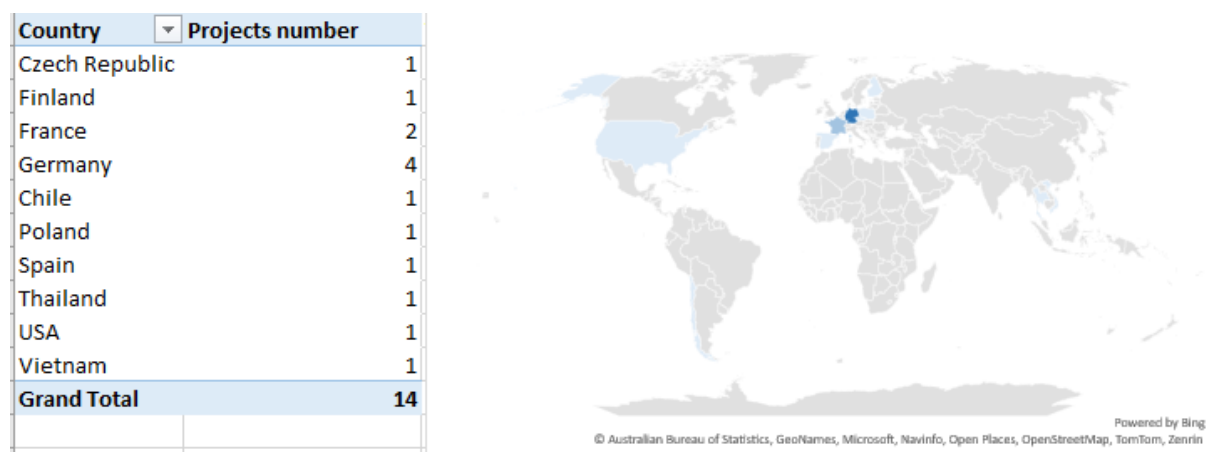 Country Projects number
Czech Republic 1
Finland 1
France 2
Germany 4
Chile 1
Poland 1
Spain 1
Thailand 1
USA 1
Vietnam 1
Grand Total 14
Powered by Bing
© Australian Bureau of Statistics, GeoNames, Microsoft, Navinfo, Open Places, OpenStreetMap, TomTom, Zenrin